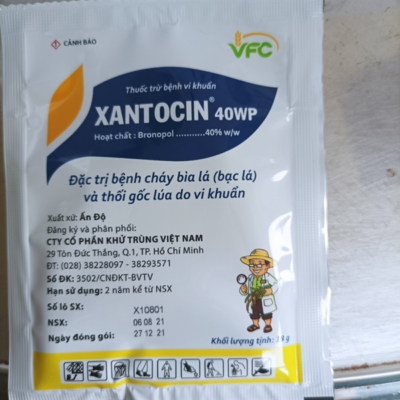 CẢNH BÁO
VFC
Thuốc trừ bệnh vi khuẩn
XANTOCIN® 40WP
Hoạt chất : Bronopol ...........40% w/w
Đặc trị bệnh cháy bìa lá (bạc lá)
và thối gốc lúa do vi khuẩn
Xuất xứ: Ấn Độ
Đăng ký và phân phối:
CTY CỔ PHẦN KHỬ TRÙNG VIỆT NAM
29 Tôn Đức Thắng, Q.1, TP. Hồ Chí Minh
ĐT: (028) 38228097 - 38293571
Số ĐK: 3502/CNĐKT-BVTV
Hạn sử dụng: 2 năm kể từ NSX
Số lô SX: X10801
NSX: 06 08 21
Ngày đóng gói: 27 12 21
Khối lượng tịnh: